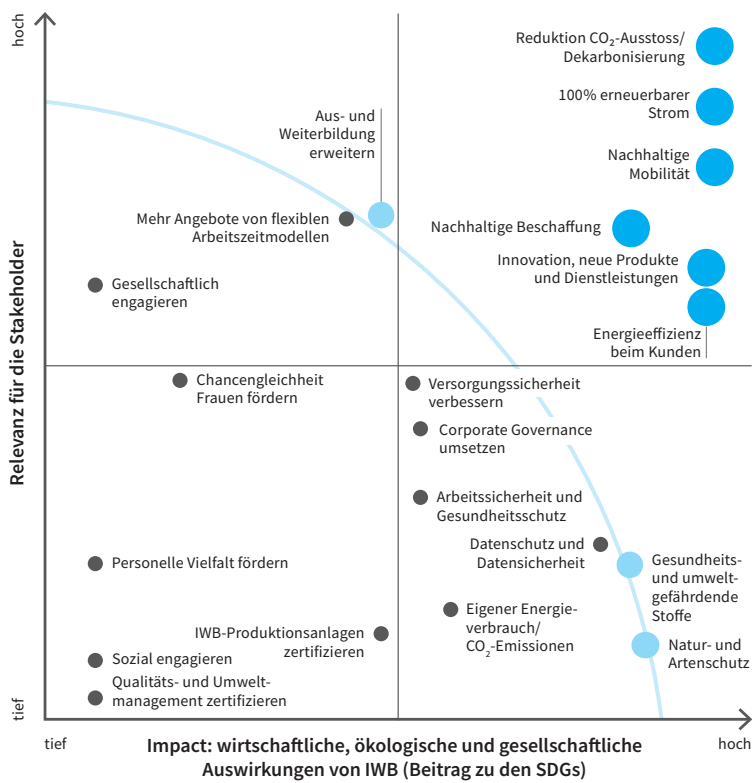 hoch
Reduktion CO₂-Ausstoss/
Dekarbonisierung
100% erneuerbarer
Strom
Aus- und
Weiterbildung
erweitern
Nachhaltige
Mobilität
Mehr Angebote von flexiblen
Arbeitszeitmodellen
Nachhaltige Beschaffung
Innovation, neue Produkte
und Dienstleistungen
Gesellschaftlich
engagieren
Energieeffizienz
beim Kunden
Relevanz für die Stakeholder
Chancengleichheit
Frauen fördern
Versorgungssicherheit
verbessern
Corporate Governance
umsetzen
Arbeitssicherheit und
Gesundheitsschutz
Datenschutz und
Datensicherheit
Personelle Vielfalt fördern
Gesundheits-
und umwelt-
gefährdende
Stoffe
Eigener Energie-
verbrauch/
CO₂-Emissionen
IWB-Produktionsanlagen
zertifizieren
Natur- und
Artenschutz
Sozial engagieren
Qualitäts- und Umwelt-
management zertifizieren
tief
tief
hoch
Impact: wirtschaftliche, ökologische und gesellschaftliche
Auswirkungen von IWB (Beitrag zu den SDGs)